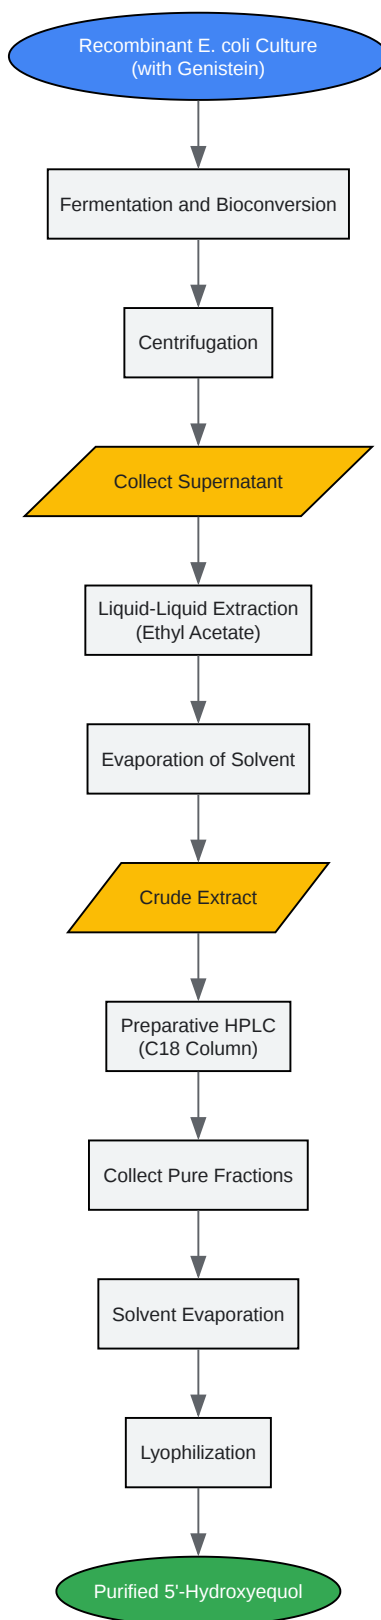 Recombinant E. coli Culture
(with Genistein)
Fermentation and Bioconversion
Centrifugation
Collect Supernatant
Liquid-Liquid Extraction
(Ethyl Acetate)
Evaporation of Solvent
Crude Extract
Preparative HPLC
(C18 Column)
Collect Pure Fractions
Solvent Evaporation
Lyophilization
Purified 5'-Hydroxyequol